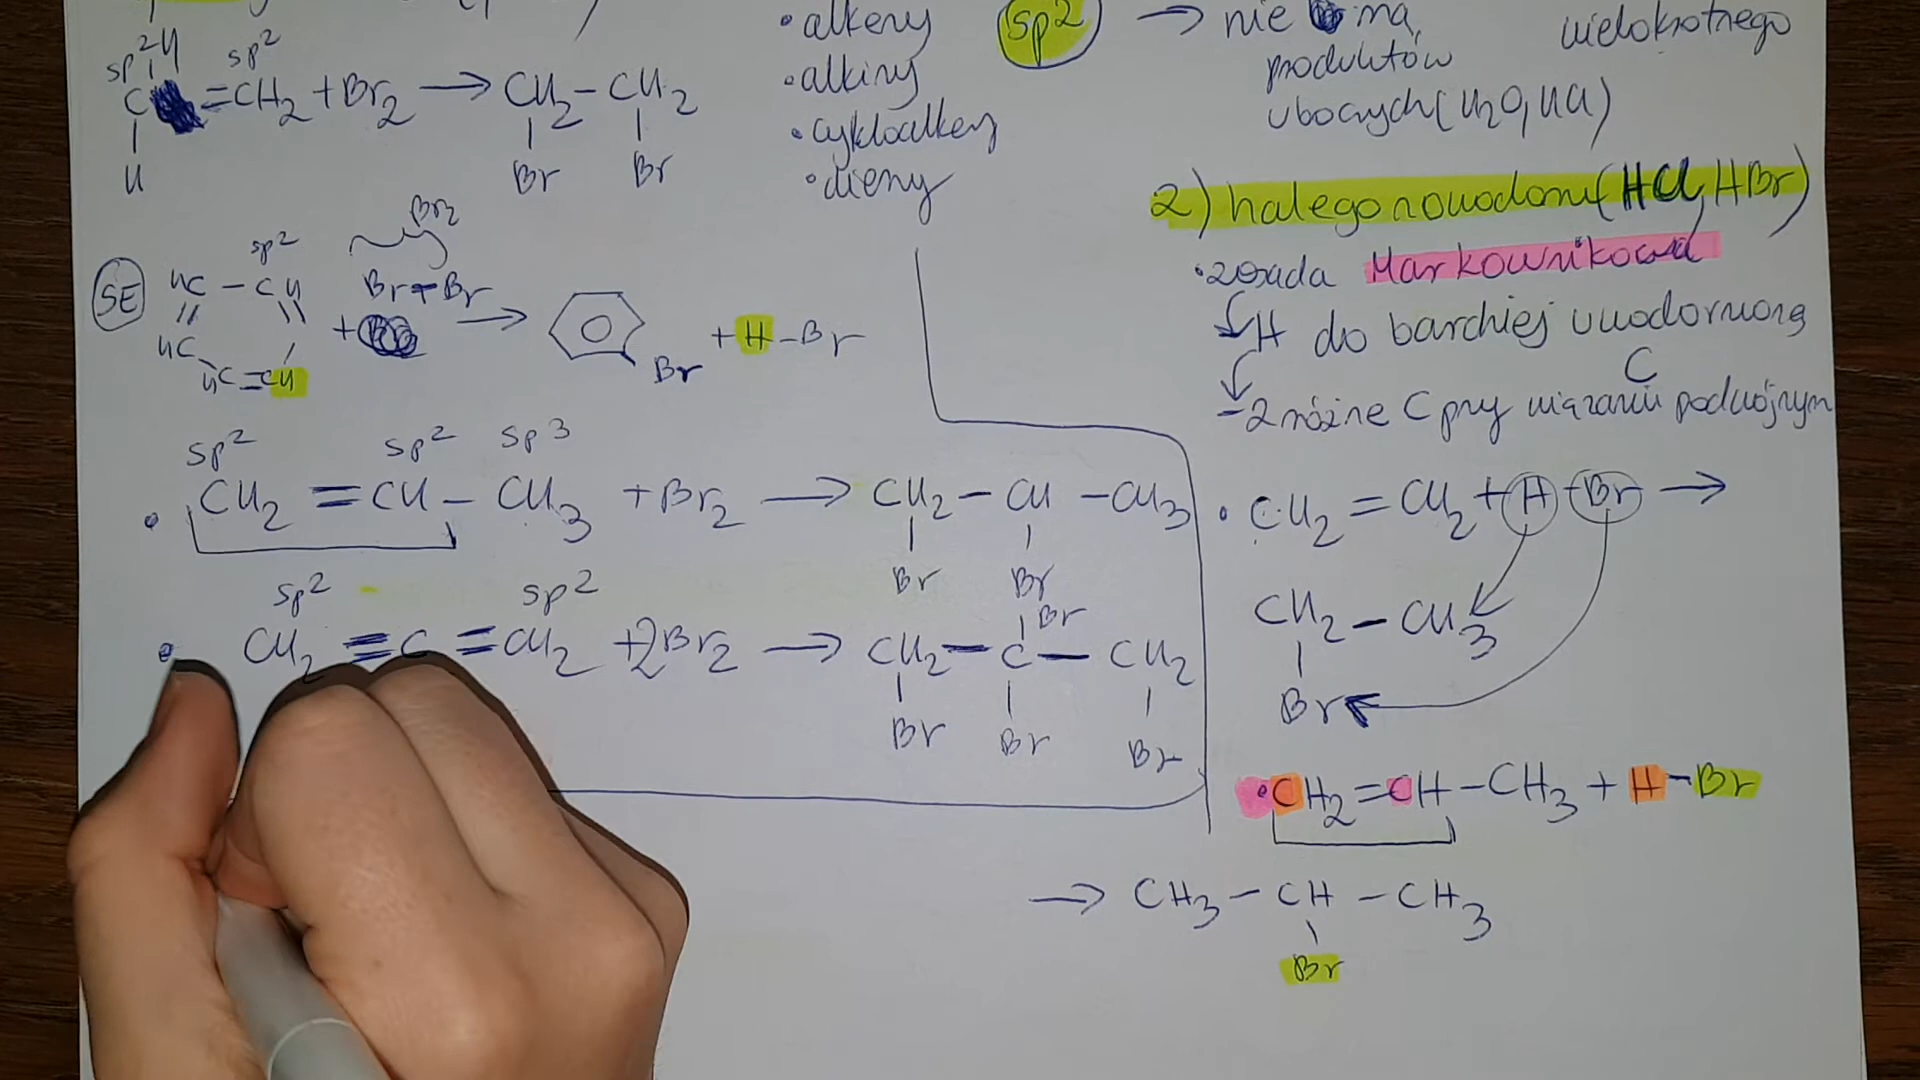 sp²
H
sp²
C=CH₂ + Br₂ → CH₂–CH₂
H
Br Br
•alkeny
•alkiny
•cykloalkeny
•dieny
sp2 → nie ma
produktów
ubocznych (H₂O, HCl)
wielokrotnego
SE
sp²
Br₂
HC – CH
Br–Br
HC
HC=CH
+ → Br + H–Br
sp² sp² sp3
• CH₂=CH–CH₃ + Br₂ → CH₂–CH–CH₃
Br Br
sp² sp²
• CH₂=C=CH₂ + 2Br₂ → CH₂–C–CH₂
Br
Br Br Br
2) halogenowodoru (HCl, HBr)
•zasada Markownikowa
↳H do bardziej uwodornionego
C
-2 różne C przy wiązaniu podwójnym
• CH₂=CH₂ + H–Br →
CH₂–CH₃
Br
•CH₂=CH–CH₃ + H–Br
→ CH₃–CH–CH₃
Br